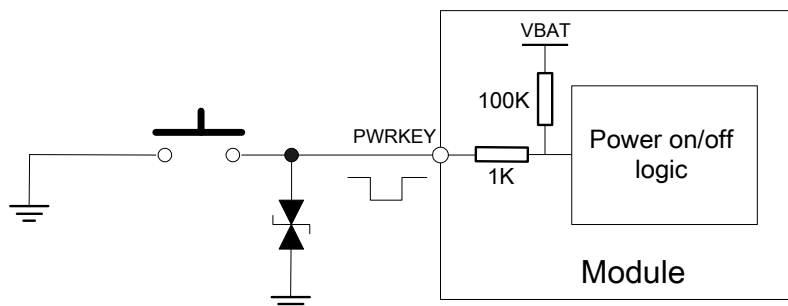 VBAT
100K
PWRKEY
1K
Power on/off
logic
Module